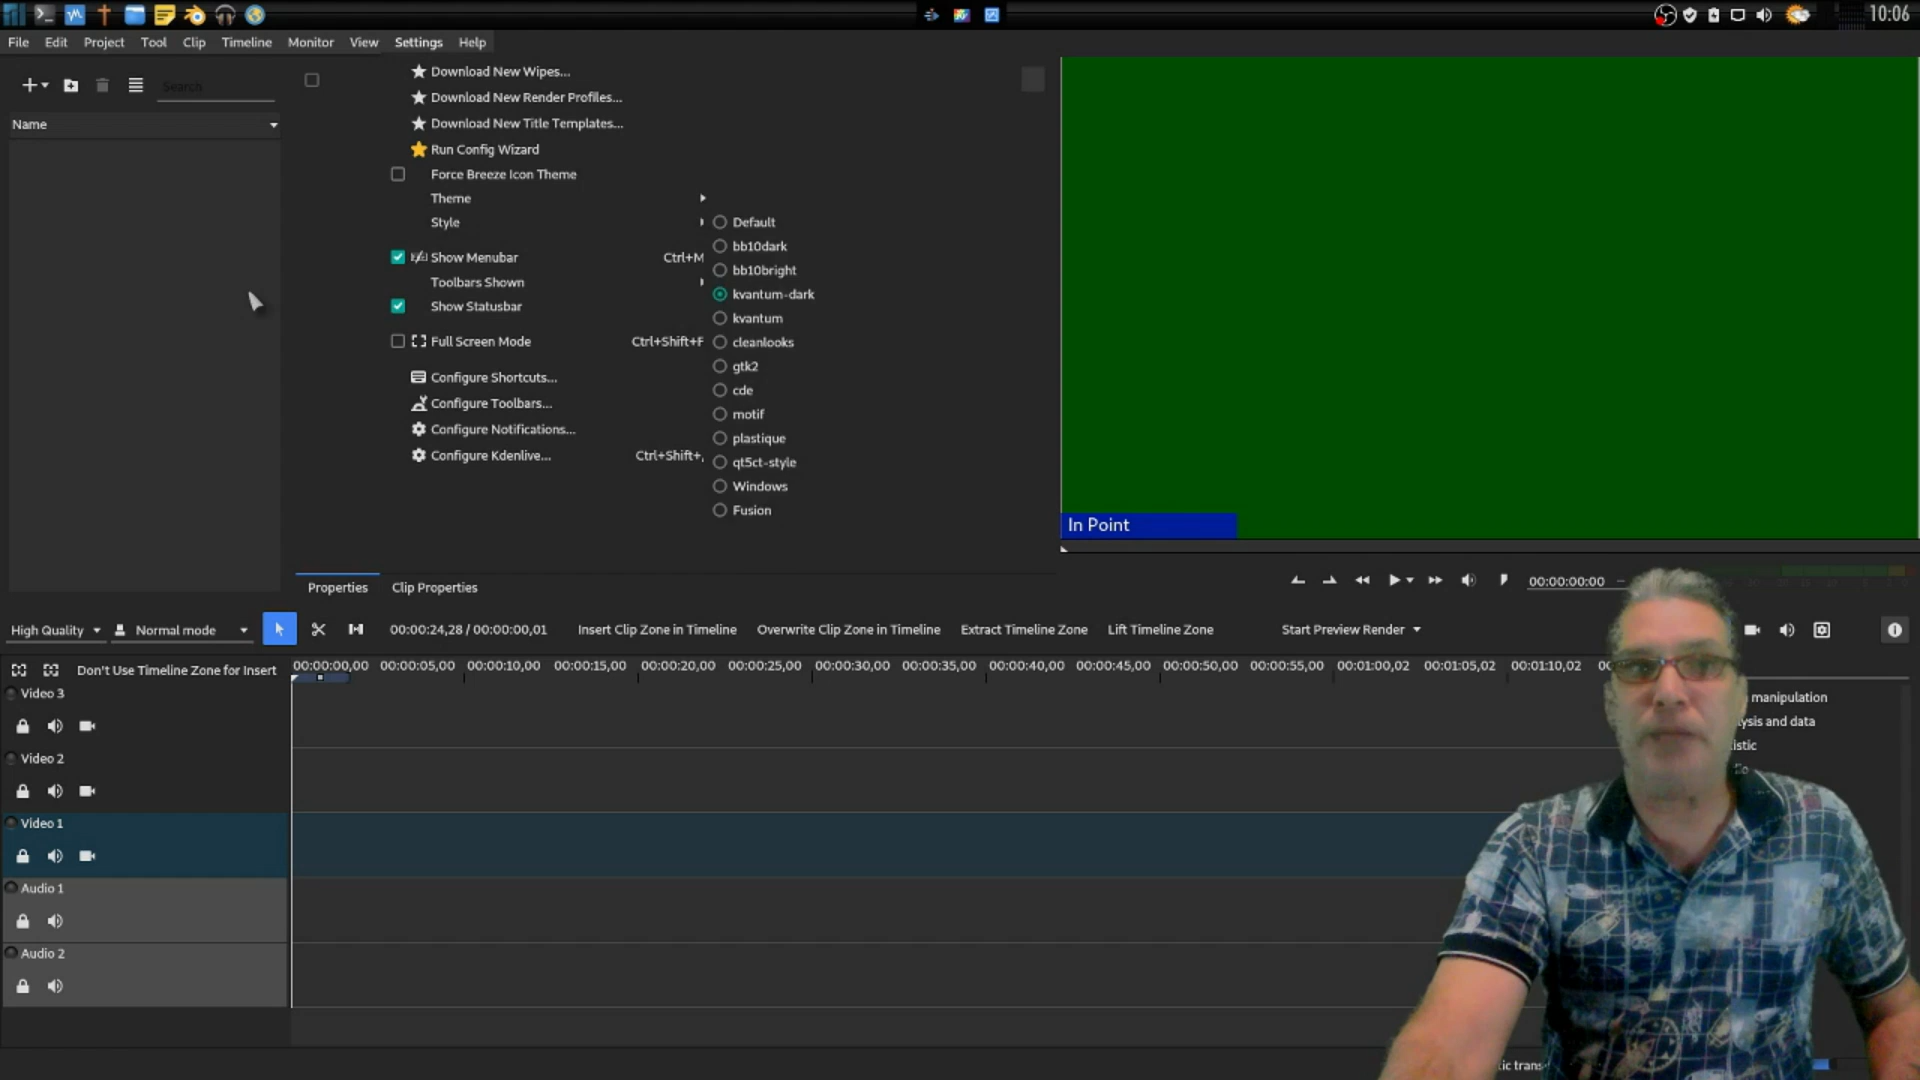 10:06
File Edit Project Tool Clip Timeline Monitor View Settings Help
Search
Name
Download New Wipes...
Download New Render Profiles...
Download New Title Templates...
Run Config Wizard
Force Breeze Icon Theme
Theme
Style
Show Menubar Ctrl+M
Toolbars Shown
Show Statusbar
Full Screen Mode Ctrl+Shift+F
Configure Shortcuts...
Configure Toolbars...
Configure Notifications...
Configure Kdenlive... Ctrl+Shift+,
Default
bb10dark
bb10bright
kvantum-dark
kvantum
cleanlooks
gtk2
cde
motif
plastique
qt5ct-style
Windows
Fusion
In Point
00:00:00:00
Properties Clip Properties
High Quality Normal mode 00:00:24,28 / 00:00:00,01 Insert Clip Zone in Timeline Overwrite Clip Zone in Timeline Extract Timeline Zone Lift Timeline Zone Start Preview Render
Don't Use Timeline Zone for Insert 00:00:00,00 00:00:05,00 00:00:10,00 00:00:15,00 00:00:20,00 00:00:25,00 00:00:30,00 00:00:35,00 00:00:40,00 00:00:45,00 00:00:50,00 00:00:55,00 00:01:00,02 00:01:05,02 00:01:10,02
Video 3
Video 2
Video 1
Audio 1
Audio 2
manipulation
lysis and data
istic
ic trans